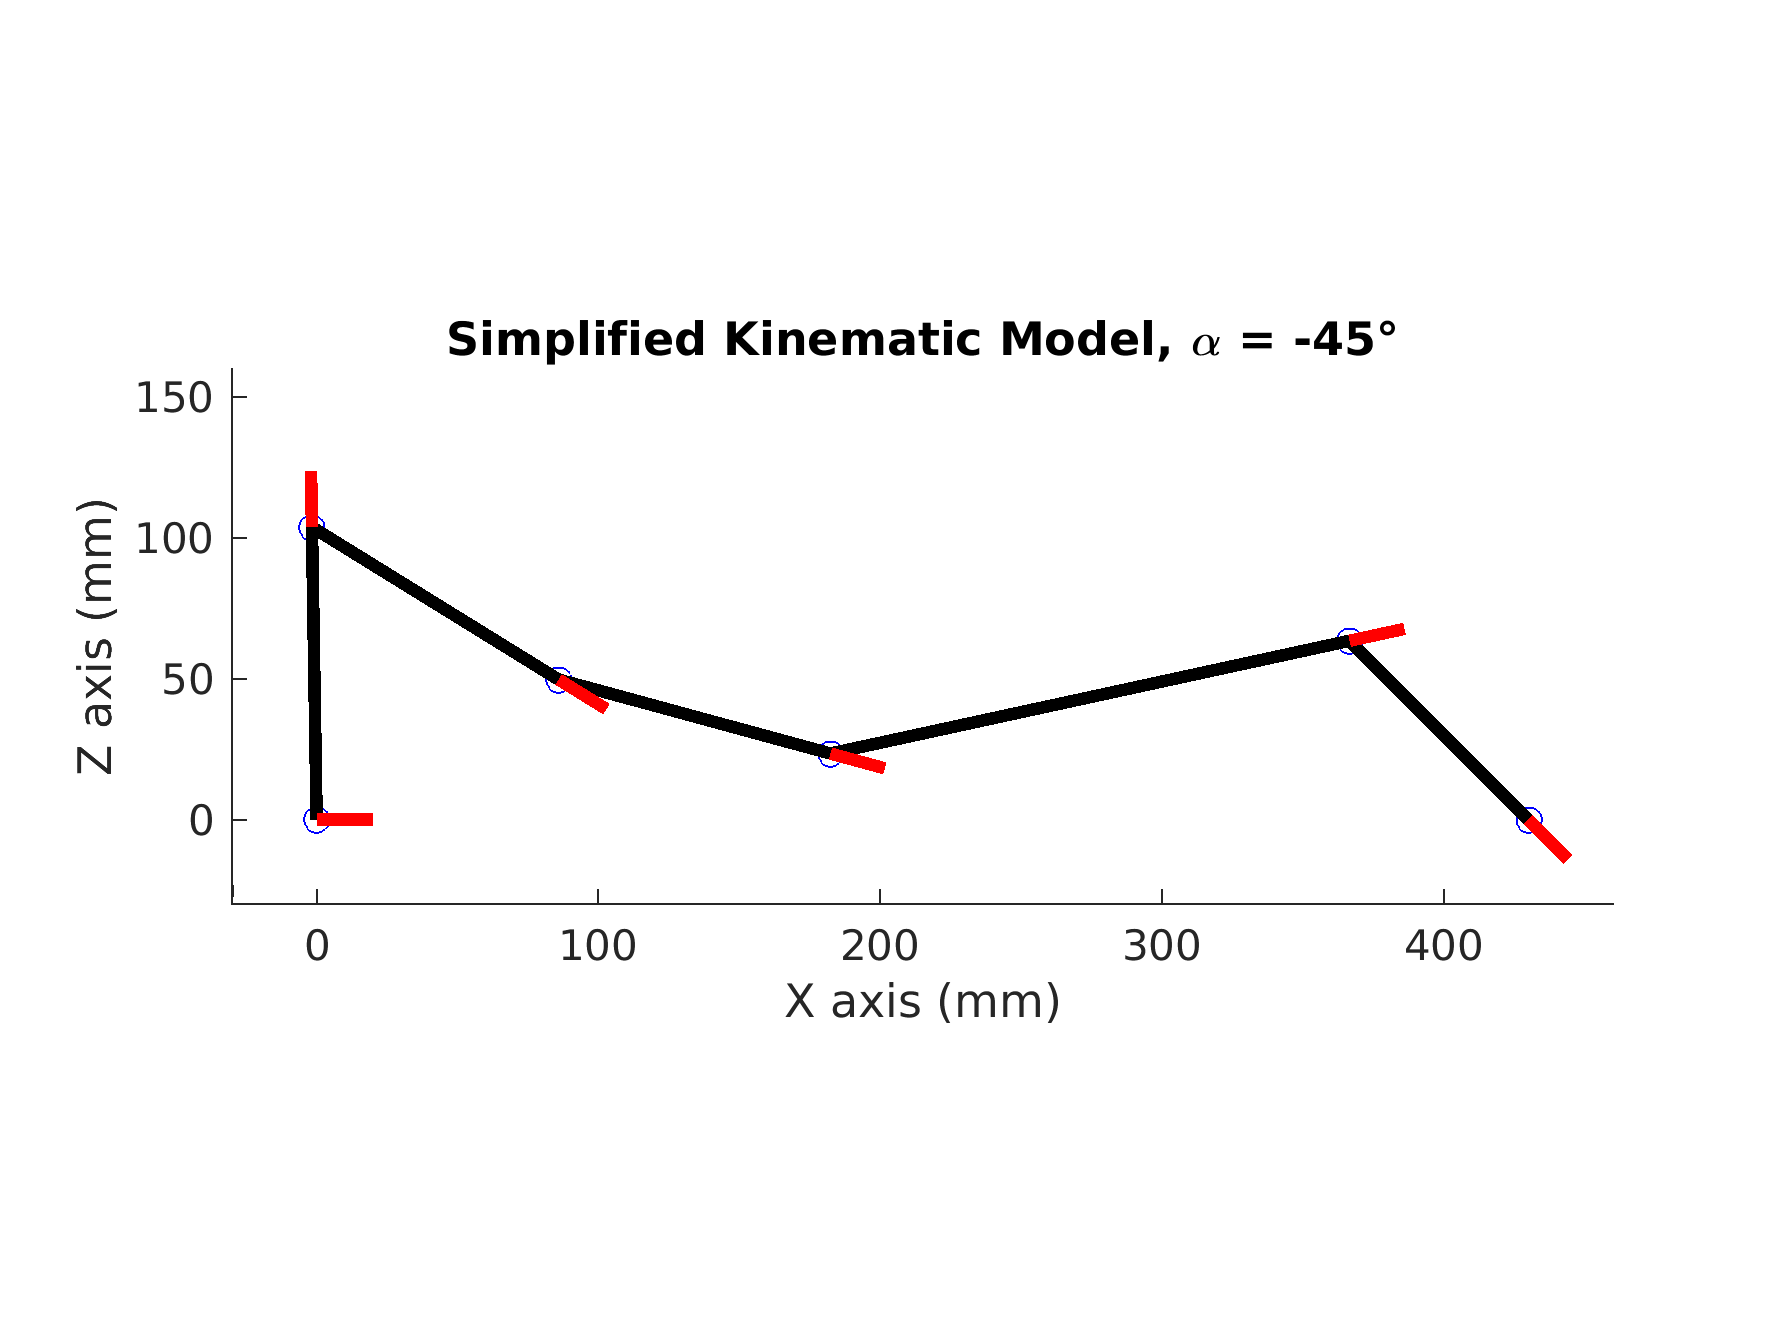 Simplified Kinematic Model, α = -45°
150
100
50
0
Z axis (mm)
0 100 200 300 400
X axis (mm)